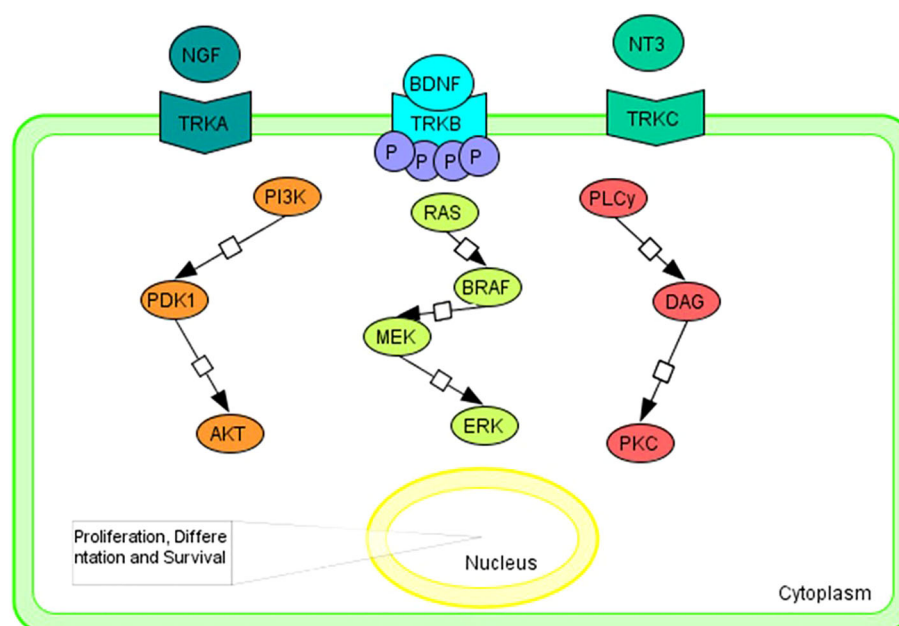 NGF
NT3
BDNF
TRKA
TRKB
TRKC
P
P
P
P
PI3K
RAS
PLCy
PDK1
BRAF
DAG
MEK
AKT
ERK
PKC
Proliferation, Differe
ntation and Survival
Nucleus
Cytoplasm